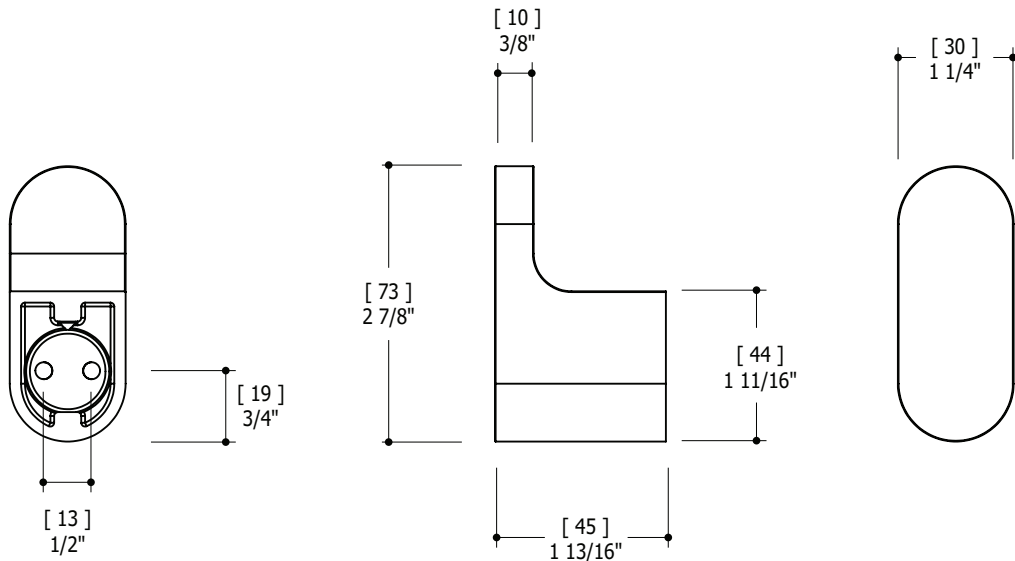 [ 10 ]
3/8"
[ 30 ]
1 1/4"
[ 73 ]
2 7/8"
[ 44 ]
1 11/16"
[ 19 ]
3/4"
[ 13 ]
1/2"
[ 45 ]
1 13/16"